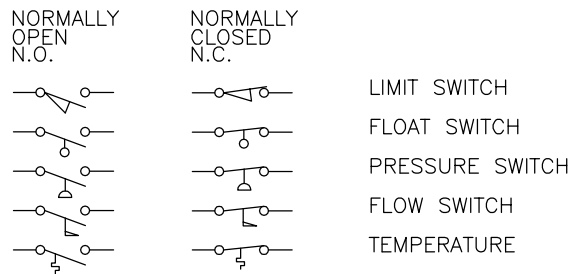 NORMALLY
OPEN
N.O.
NORMALLY
CLOSED
N.C.
LIMIT SWITCH
FLOAT SWITCH
PRESSURE SWITCH
FLOW SWITCH
TEMPERATURE